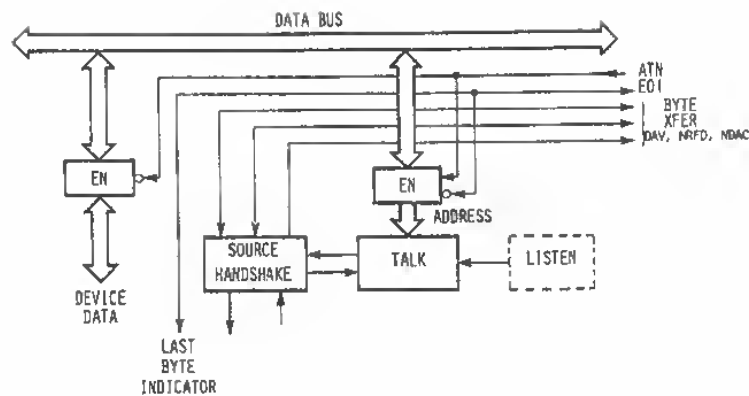 DATA BUS
ATN
EOI
BYTE
XFER
DAV, NRFD, NDAC
EN
EN
ADDRESS
SOURCE
HANDSHAKE
TALK
LISTEN
DEVICE
DATA
LAST
BYTE
INDICATOR